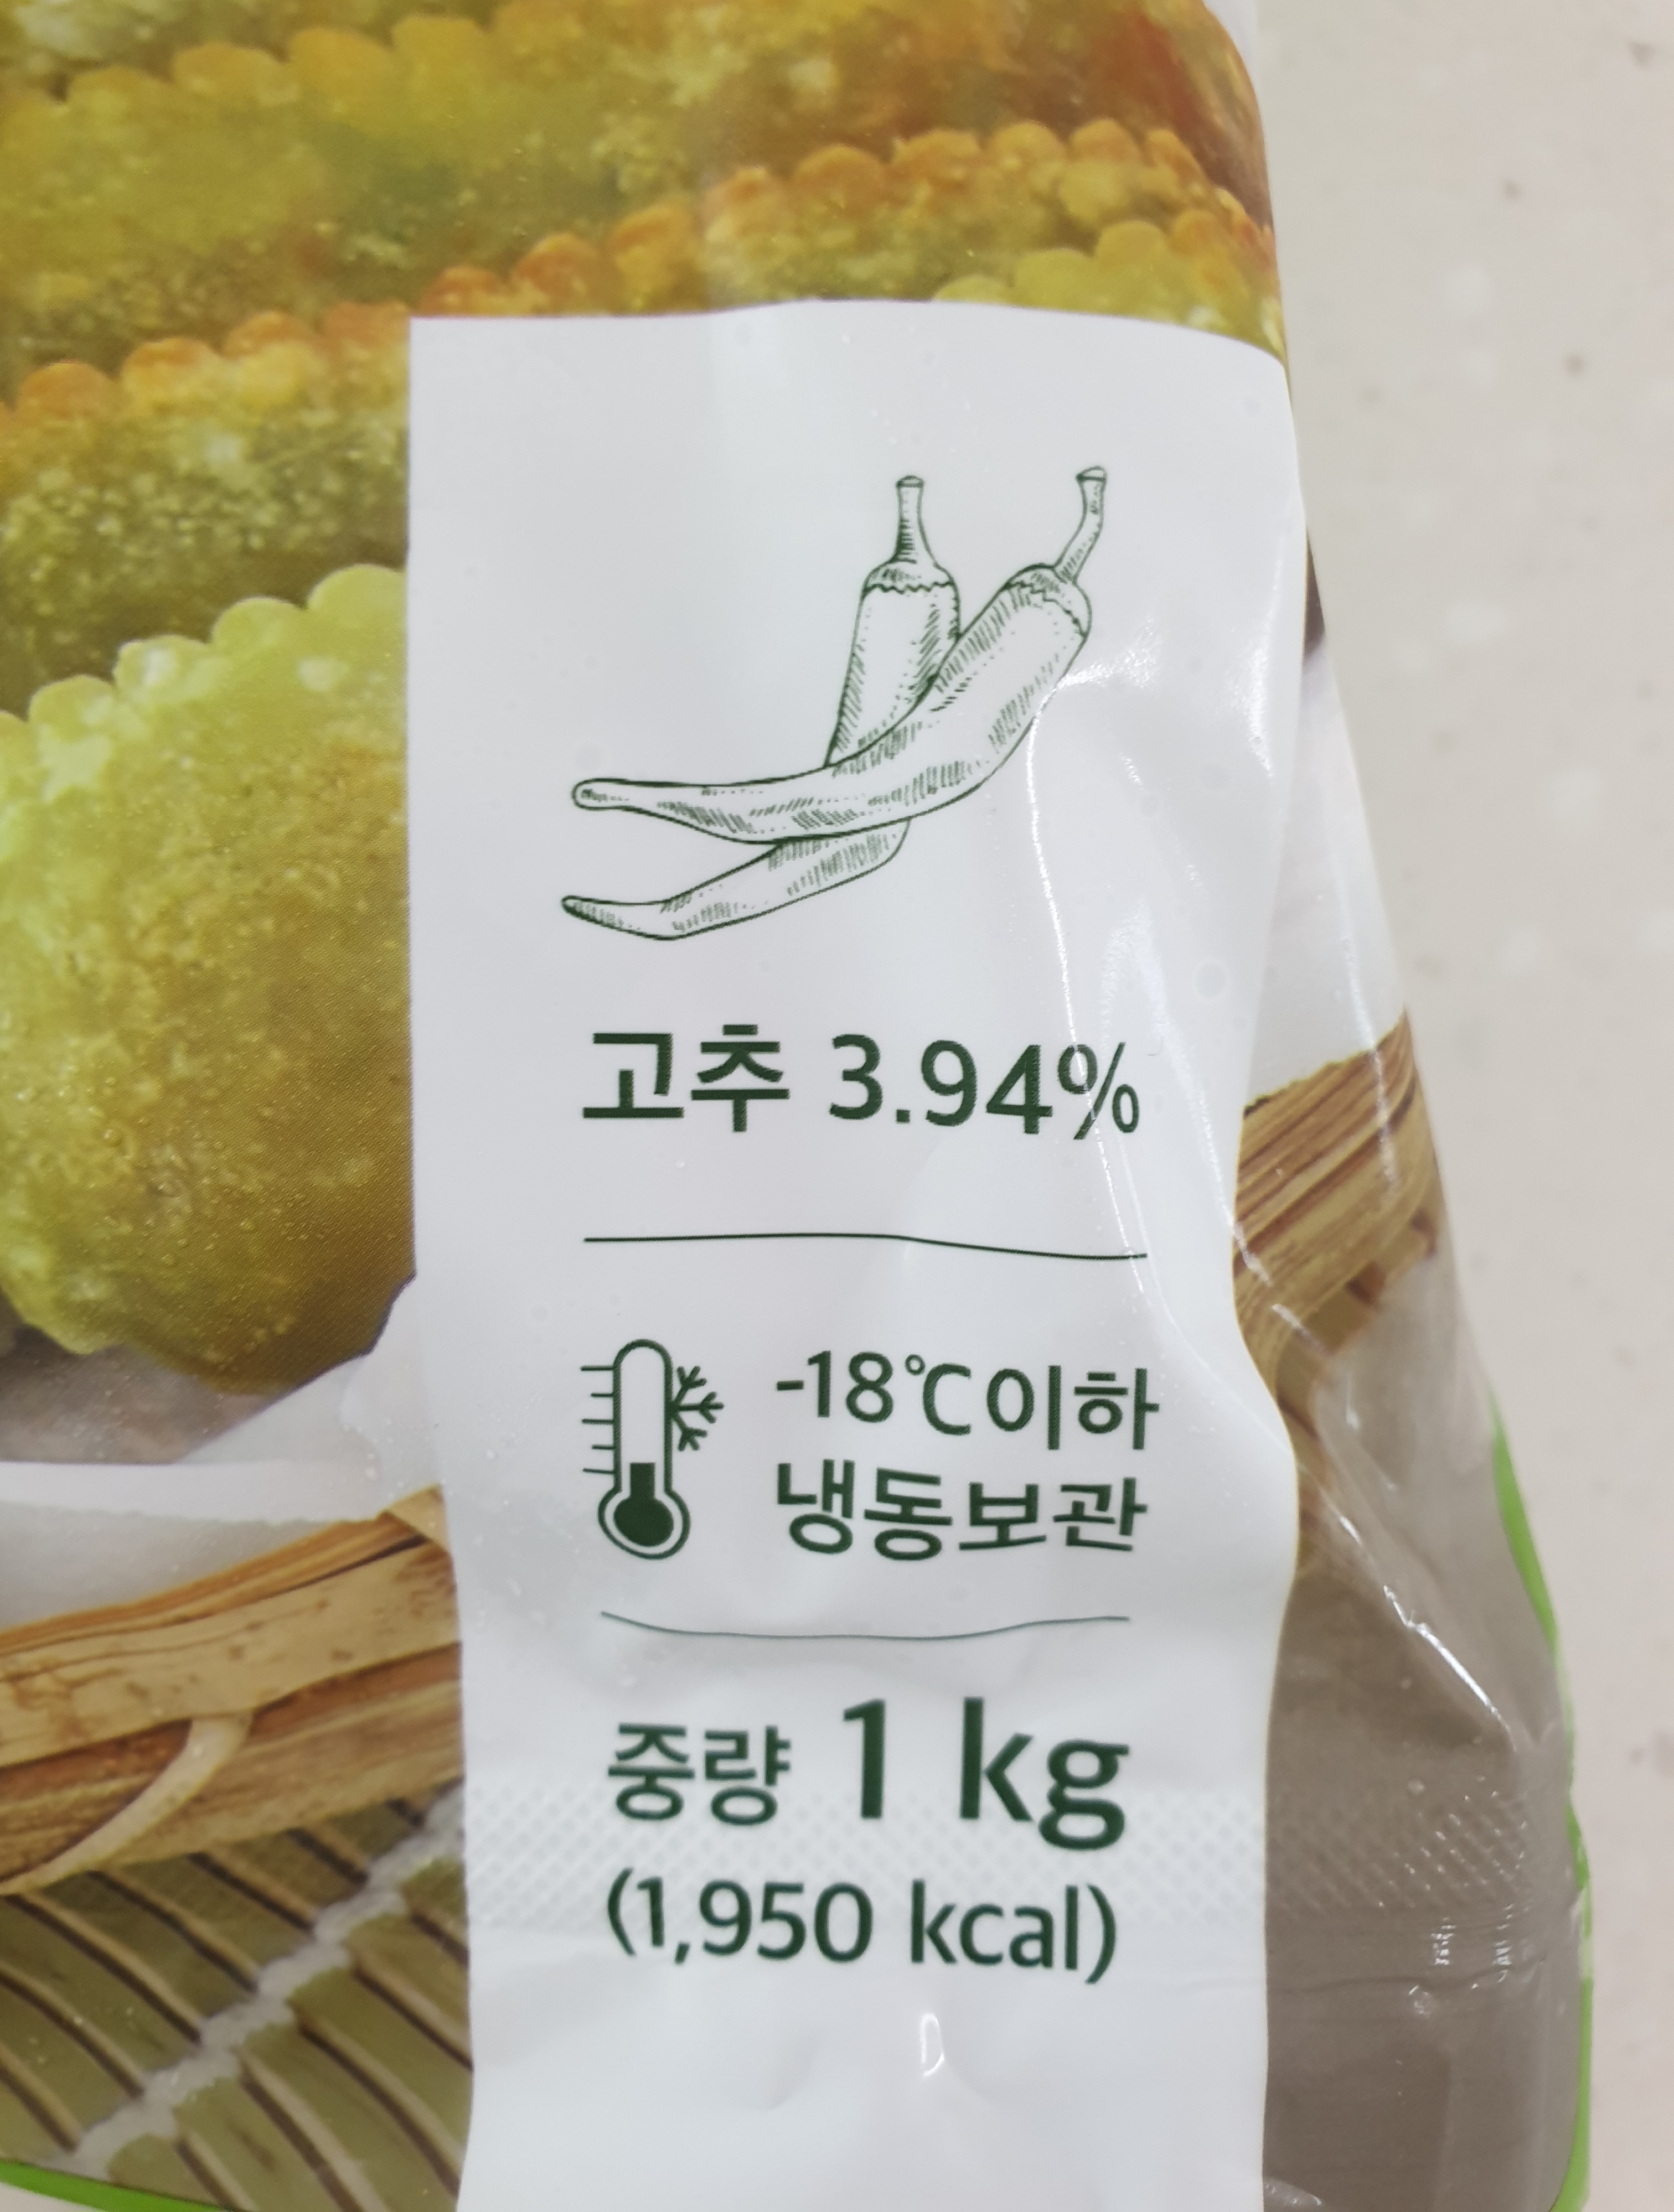 고추 3.94%
-18℃이하
냉동보관
중량 1 kg
(1,950 kcal)